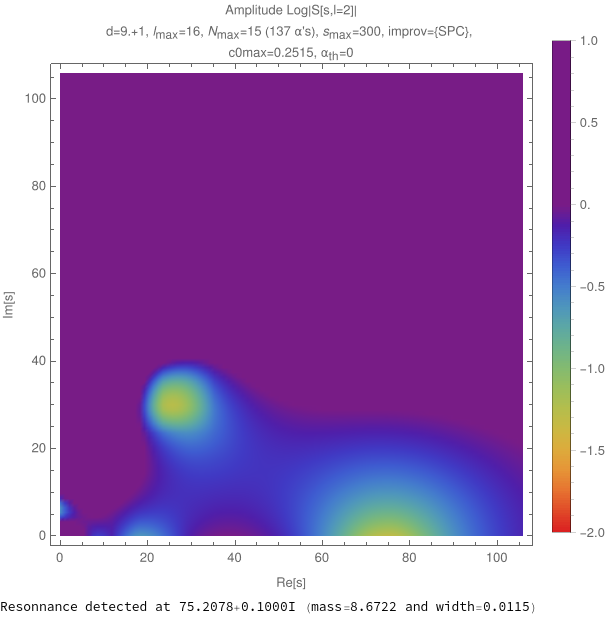 Amplitude Log|S[s,l=2]|
d=9.+1, lmax=16, Nmax=15 (137 α's), smax=300, improv={SPC},
c0max=0.2515, αth=0
1.0
0.5
0.
−0.5
−1.0
−1.5
−2.0
Im[s]
100
80
60
40
20
0
0 20 40 60 80 100
Re[s]
Resonnance detected at 75.2078+0.1000I (mass=8.6722 and width=0.0115)